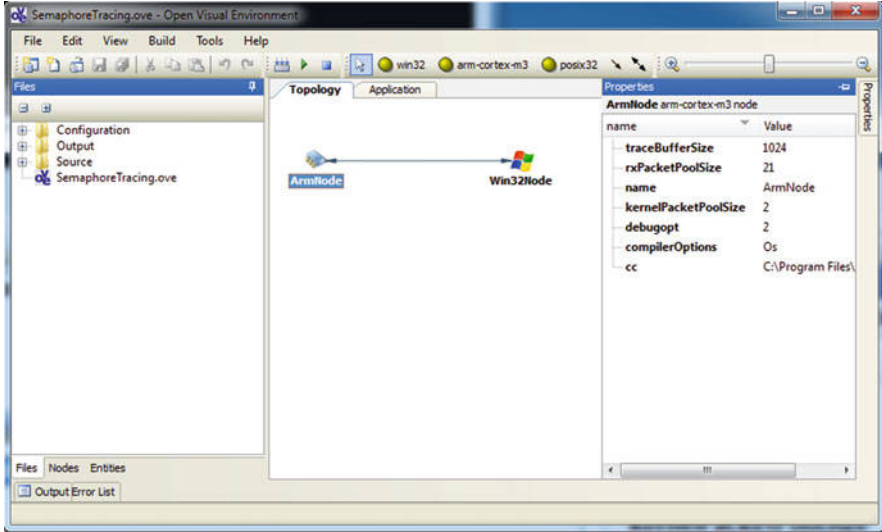 SemaphoreTracing.ove - Open Visual Environment
File Edit View Build Tools Help
win32 arm-cortex-m3 posix32
Files
Configuration
Output
Source
SemaphoreTracing.ove
Files Nodes Entities
Output Error List
Topology Application
ArmNode Win32Node
Properties
ArmNode arm-cortex-m3 node
name Value
traceBufferSize 1024
rxPacketPoolSize 21
name ArmNode
kernelPacketPoolSize 2
debugopt 2
compilerOptions Os
cc C:\Program Files\
Properties